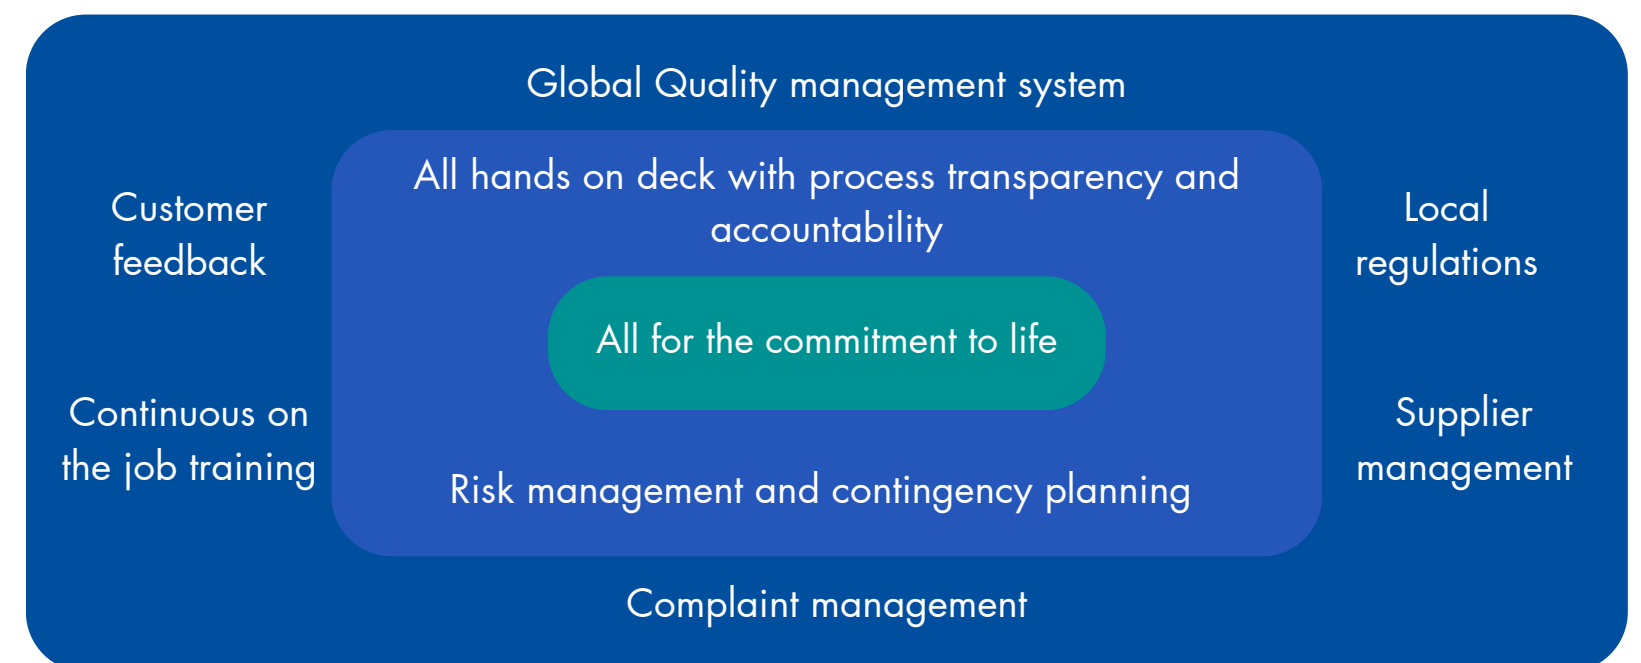 Global Quality management system
All hands on deck with process transparency and
accountability
Customer
feedback
Local
regulations
All for the commitment to life
Continuous on
the job training
Supplier
management
Risk management and contingency planning
Complaint management